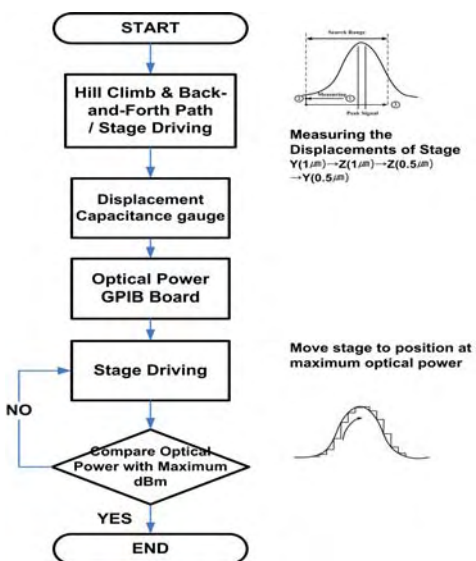 START
Hill Climb & Back-
and-Forth Path
/ Stage Driving
Displacement
Capacitance gauge
Optical Power
GPIB Board
Stage Driving
NO
Compare Optical
Power with Maximum
dBm
YES
END
Search Range
Measuring
Peak Signal
Measuring the
Displacements of Stage
Y(1㎛)→Z(1㎛)→Z(0.5㎛)
→Y(0.5㎛)
Move stage to position at
maximum optical power